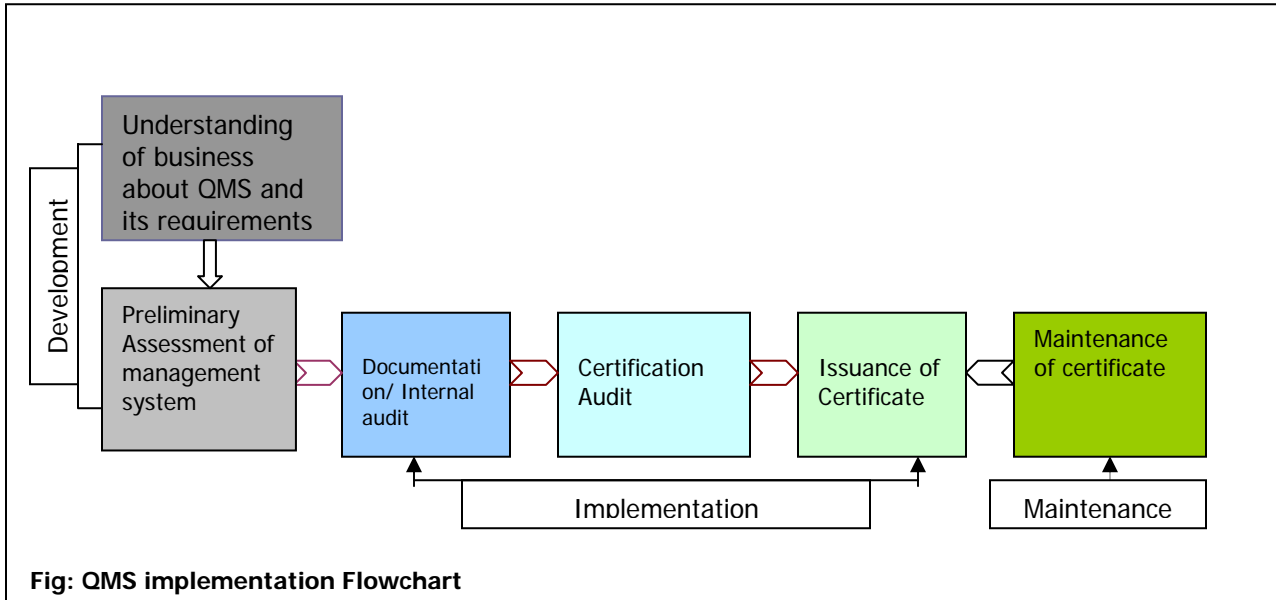 Understanding
of business
about QMS and
its requirements
Development
Preliminary
Assessment of
management
system
Documentati
on/ Internal
audit
Certification
Audit
Issuance of
Certificate
Maintenance
of certificate
Implementation
Maintenance
Fig: QMS implementation Flowchart